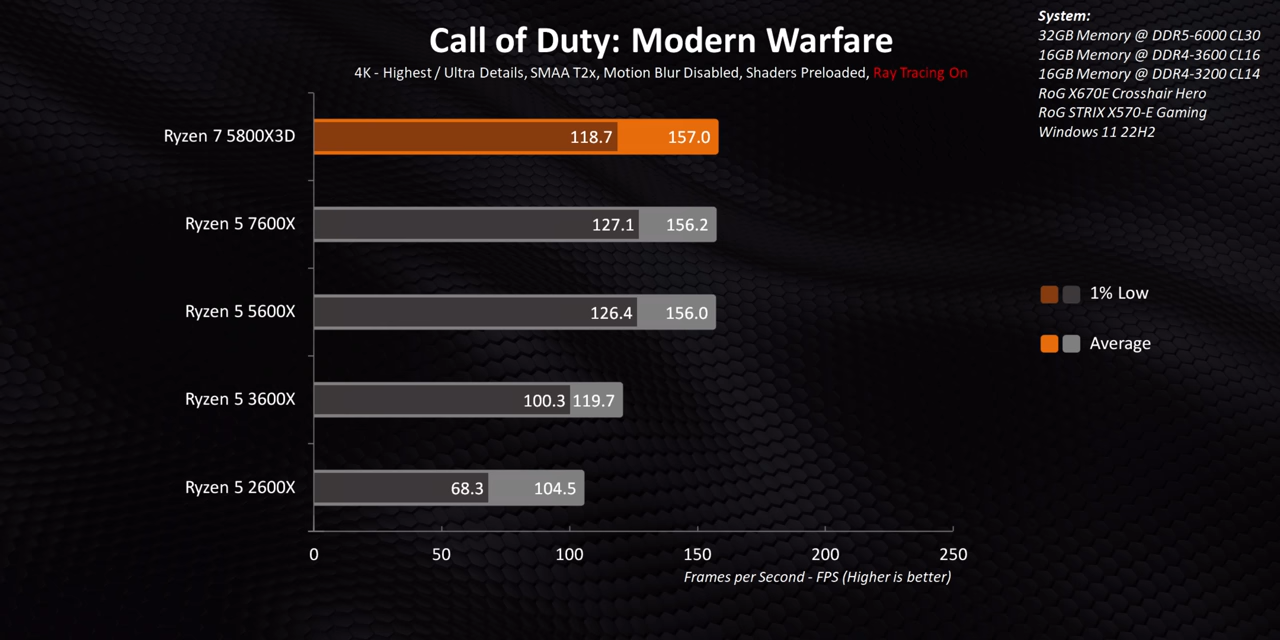 Call of Duty: Modern Warfare
4K - Highest / Ultra Details, SMAA T2x, Motion Blur Disabled, Shaders Preloaded, Ray Tracing On
System:
32GB Memory @ DDR5-6000 CL30
16GB Memory @ DDR4-3600 CL16
16GB Memory @ DDR4-3200 CL14
RoG X670E Crosshair Hero
RoG STRIX X570-E Gaming
Windows 11 22H2
Ryzen 7 5800X3D 118.7 157.0
Ryzen 5 7600X 127.1 156.2
Ryzen 5 5600X 126.4 156.0
Ryzen 5 3600X 100.3 119.7
Ryzen 5 2600X 68.3 104.5
1% Low
Average
0 50 100 150 200 250
Frames per Second - FPS (Higher is better)